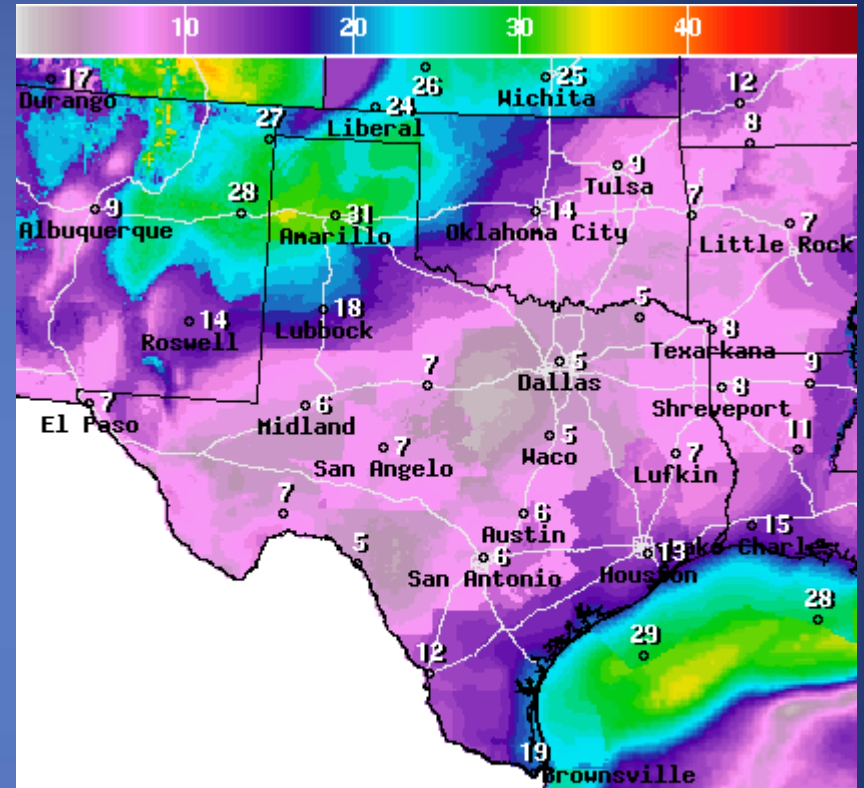 10 20 30 40
26 25
17 12
Durango Wichita
24
27 Liberal 8
9
Tulsa
28 7
9 31 14 7
Albuquerque Amarillo Oklahoma City Little Rock
18 5
14 Lubbock 8
Roswell Texarkana
7 5 9
Dallas 8
7 6 Shreveport
El Paso Midland
7 5 7 11
San Angelo Waco Lufkin
7 6 15
Austin
5 6 13 Lake Charles
San Antonio Houston
28
29
12
19
Brownsville